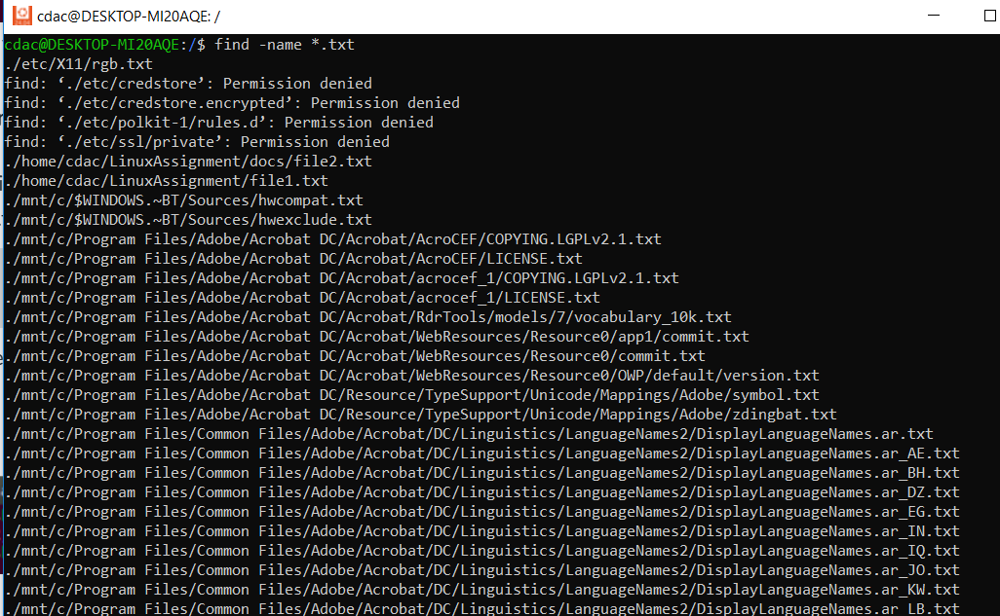 cdac@DESKTOP-MI20AQE: /
cdac@DESKTOP-MI20AQE:/$ find -name *.txt
./etc/X11/rgb.txt
find: ‘./etc/credstore’: Permission denied
find: ‘./etc/credstore.encrypted’: Permission denied
find: ‘./etc/polkit-1/rules.d’: Permission denied
find: ‘./etc/ssl/private’: Permission denied
./home/cdac/LinuxAssignment/docs/file2.txt
./home/cdac/LinuxAssignment/file1.txt
./mnt/c/$WINDOWS.~BT/Sources/hwcompat.txt
./mnt/c/$WINDOWS.~BT/Sources/hwexclude.txt
./mnt/c/Program Files/Adobe/Acrobat DC/Acrobat/AcroCEF/COPYING.LGPLv2.1.txt
./mnt/c/Program Files/Adobe/Acrobat DC/Acrobat/AcroCEF/LICENSE.txt
./mnt/c/Program Files/Adobe/Acrobat DC/Acrobat/acrocef_1/COPYING.LGPLv2.1.txt
./mnt/c/Program Files/Adobe/Acrobat DC/Acrobat/acrocef_1/LICENSE.txt
./mnt/c/Program Files/Adobe/Acrobat DC/Acrobat/RdrTools/models/7/vocabulary_10k.txt
./mnt/c/Program Files/Adobe/Acrobat DC/Acrobat/WebResources/Resource0/app1/commit.txt
./mnt/c/Program Files/Adobe/Acrobat DC/Acrobat/WebResources/Resource0/commit.txt
./mnt/c/Program Files/Adobe/Acrobat DC/Acrobat/WebResources/Resource0/OWP/default/version.txt
./mnt/c/Program Files/Adobe/Acrobat DC/Resource/TypeSupport/Unicode/Mappings/Adobe/symbol.txt
./mnt/c/Program Files/Adobe/Acrobat DC/Resource/TypeSupport/Unicode/Mappings/Adobe/zdingbat.txt
./mnt/c/Program Files/Common Files/Adobe/Acrobat/DC/Linguistics/LanguageNames2/DisplayLanguageNames.ar.txt
./mnt/c/Program Files/Common Files/Adobe/Acrobat/DC/Linguistics/LanguageNames2/DisplayLanguageNames.ar_AE.txt
./mnt/c/Program Files/Common Files/Adobe/Acrobat/DC/Linguistics/LanguageNames2/DisplayLanguageNames.ar_BH.txt
./mnt/c/Program Files/Common Files/Adobe/Acrobat/DC/Linguistics/LanguageNames2/DisplayLanguageNames.ar_DZ.txt
./mnt/c/Program Files/Common Files/Adobe/Acrobat/DC/Linguistics/LanguageNames2/DisplayLanguageNames.ar_EG.txt
./mnt/c/Program Files/Common Files/Adobe/Acrobat/DC/Linguistics/LanguageNames2/DisplayLanguageNames.ar_IN.txt
./mnt/c/Program Files/Common Files/Adobe/Acrobat/DC/Linguistics/LanguageNames2/DisplayLanguageNames.ar_IQ.txt
./mnt/c/Program Files/Common Files/Adobe/Acrobat/DC/Linguistics/LanguageNames2/DisplayLanguageNames.ar_JO.txt
./mnt/c/Program Files/Common Files/Adobe/Acrobat/DC/Linguistics/LanguageNames2/DisplayLanguageNames.ar_KW.txt
./mnt/c/Program Files/Common Files/Adobe/Acrobat/DC/Linguistics/LanguageNames2/DisplayLanguageNames.ar_LB.txt